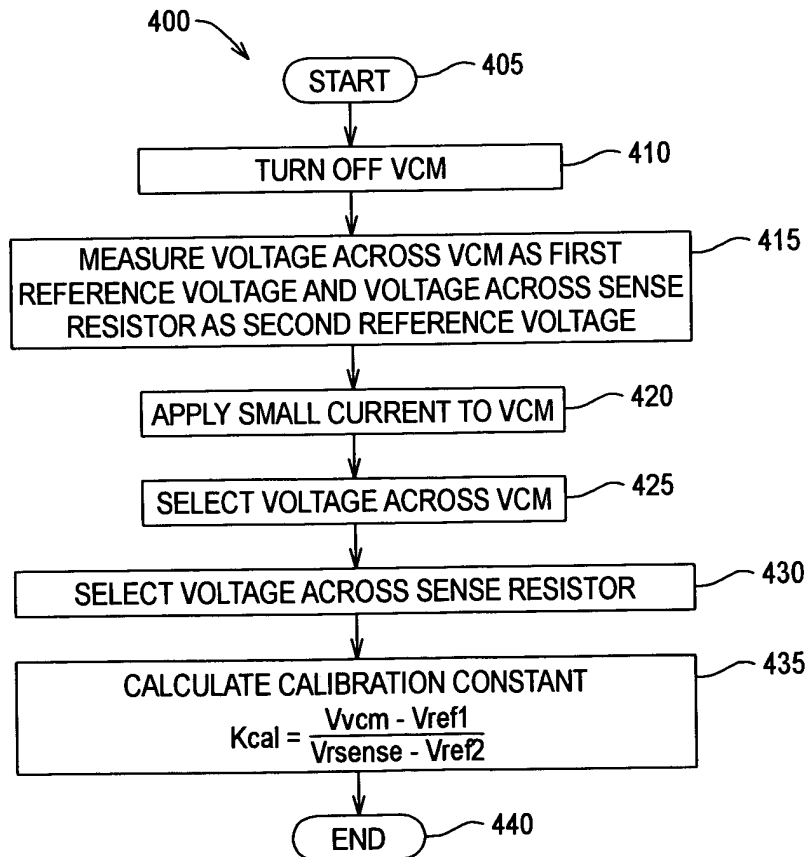 400
START
405
TURN OFF VCM
410
MEASURE VOLTAGE ACROSS VCM AS FIRST
REFERENCE VOLTAGE AND VOLTAGE ACROSS SENSE
RESISTOR AS SECOND REFERENCE VOLTAGE
415
APPLY SMALL CURRENT TO VCM
420
SELECT VOLTAGE ACROSS VCM
425
SELECT VOLTAGE ACROSS SENSE RESISTOR
430
CALCULATE CALIBRATION CONSTANT
Kcal = Vvcm - Vref1
Vrsense - Vref2
435
END
440